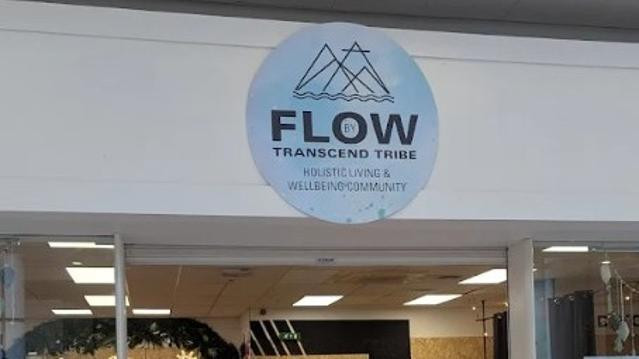 FLOW
BY
TRANSCEND TRIBE
HOLISTIC LIVING &
WELLBEING COMMUNITY